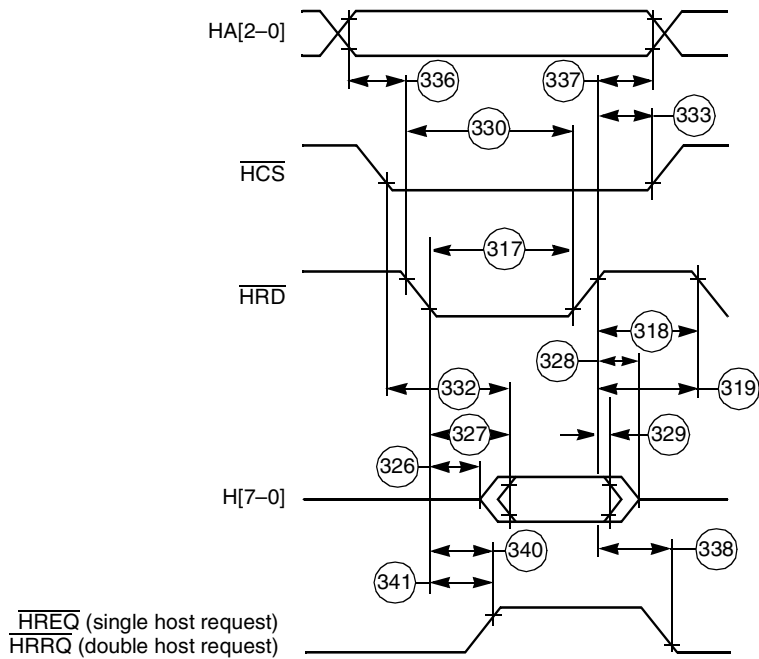 HA[2–0]
336
337
333
330
HCS
317
HRD
318
328
332
319
327
329
326
H[7–0]
340
338
341
HREQ (single host request)
HRRQ (double host request)